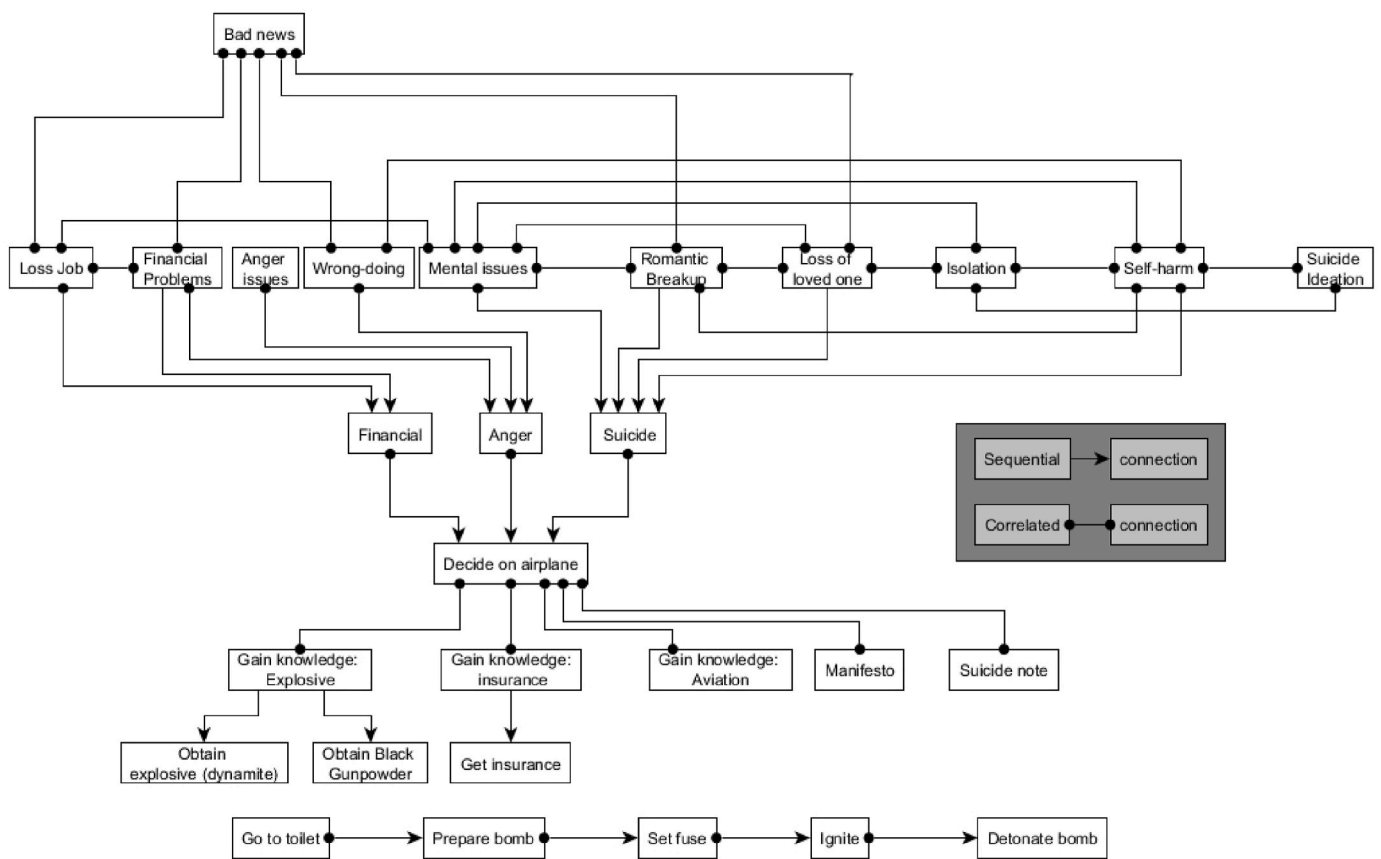 Bad news
Loss Job
Financial
Problems
Anger
issues
Wrong-doing
Mental issues
Romantic
Breakup
Loss of
loved one
Isolation
Self-harm
Suicide
Ideation
Financial
Anger
Suicide
Sequential
connection
Correlated
connection
Decide on airplane
Gain knowledge:
Explosive
Gain knowledge:
insurance
Gain knowledge:
Aviation
Manifesto
Suicide note
Obtain
explosive (dynamite)
Obtain Black
Gunpowder
Get insurance
Go to toilet
Prepare bomb
Set fuse
Ignite
Detonate bomb